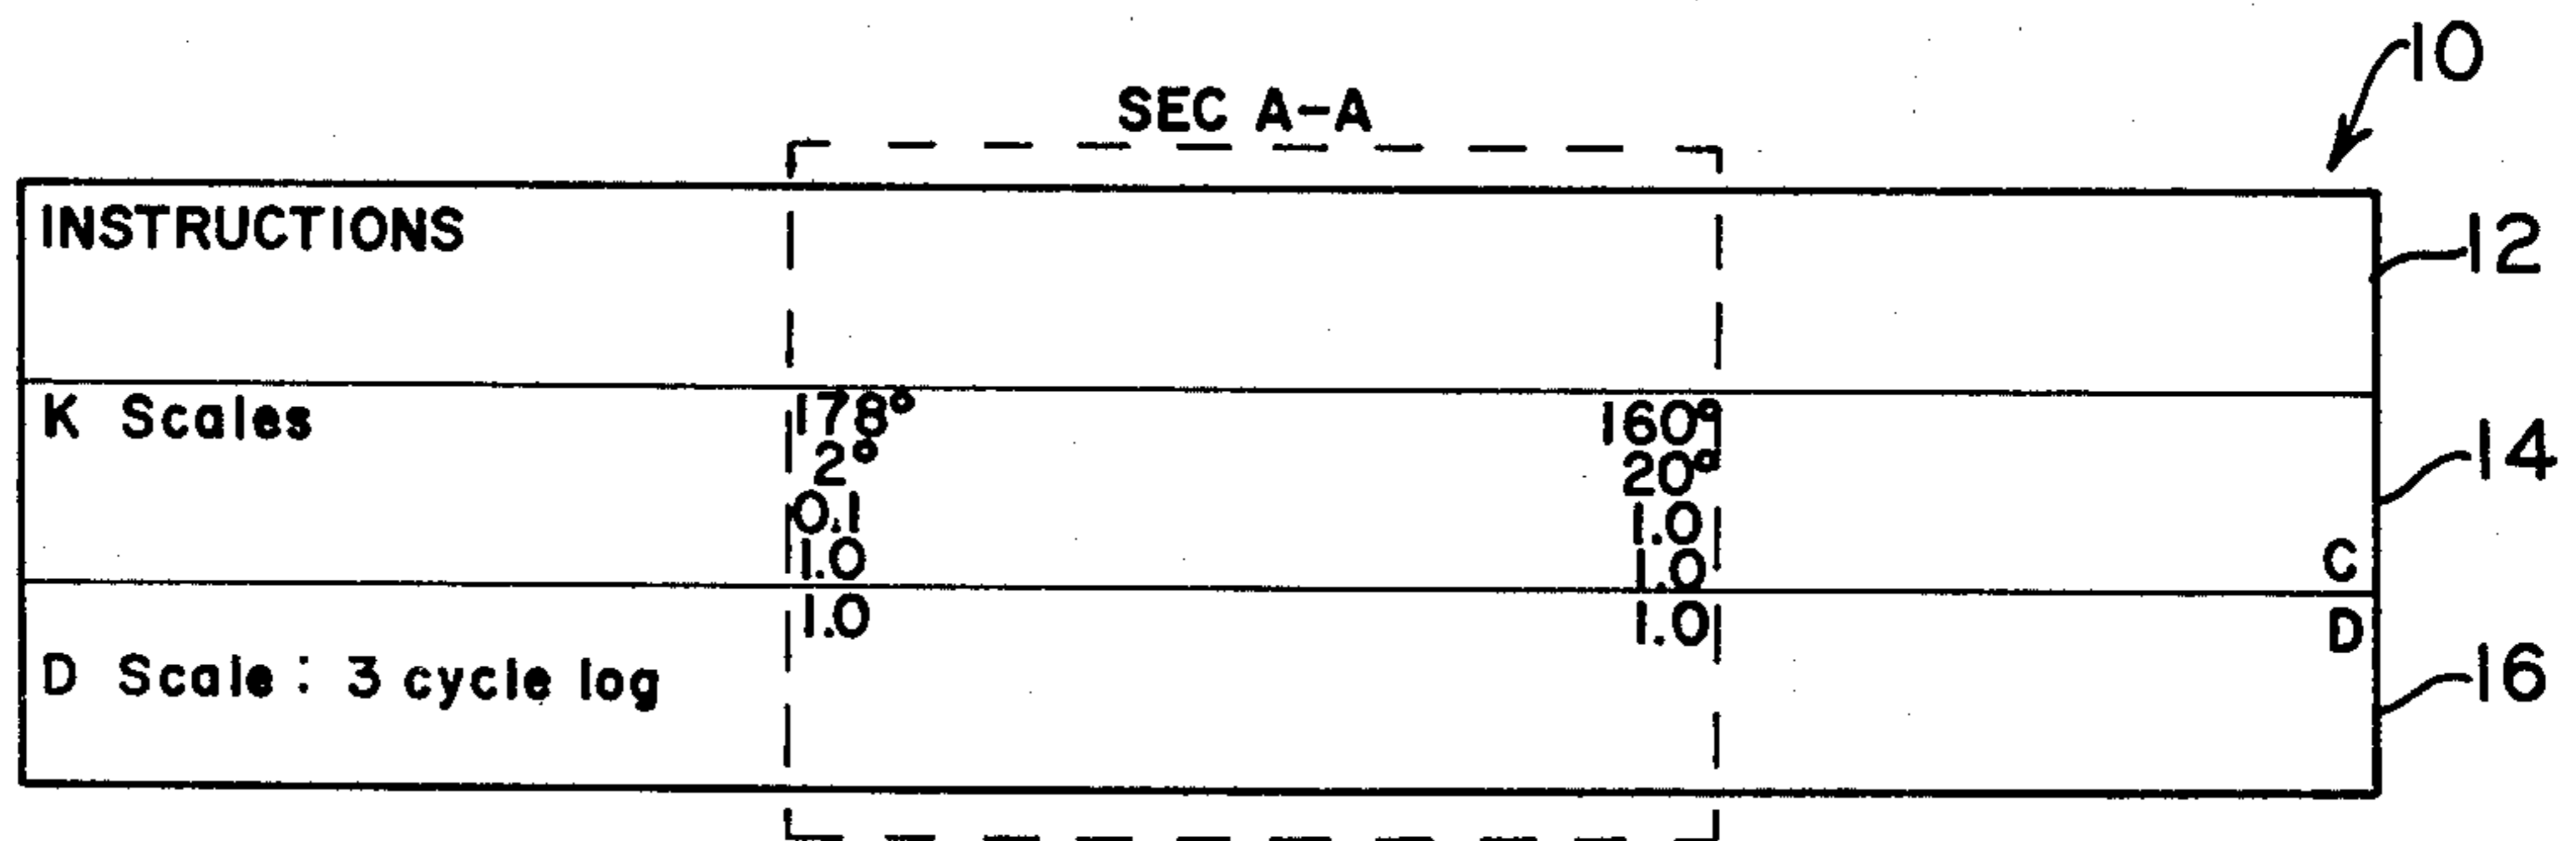 10
SEC A-A
INSTRUCTIONS
12
K Scales 178° 160°
2° 20°
14
0.1 1.0
1.0 1.0 C
1.0 1.0 D
D Scale: 3 cycle log
16